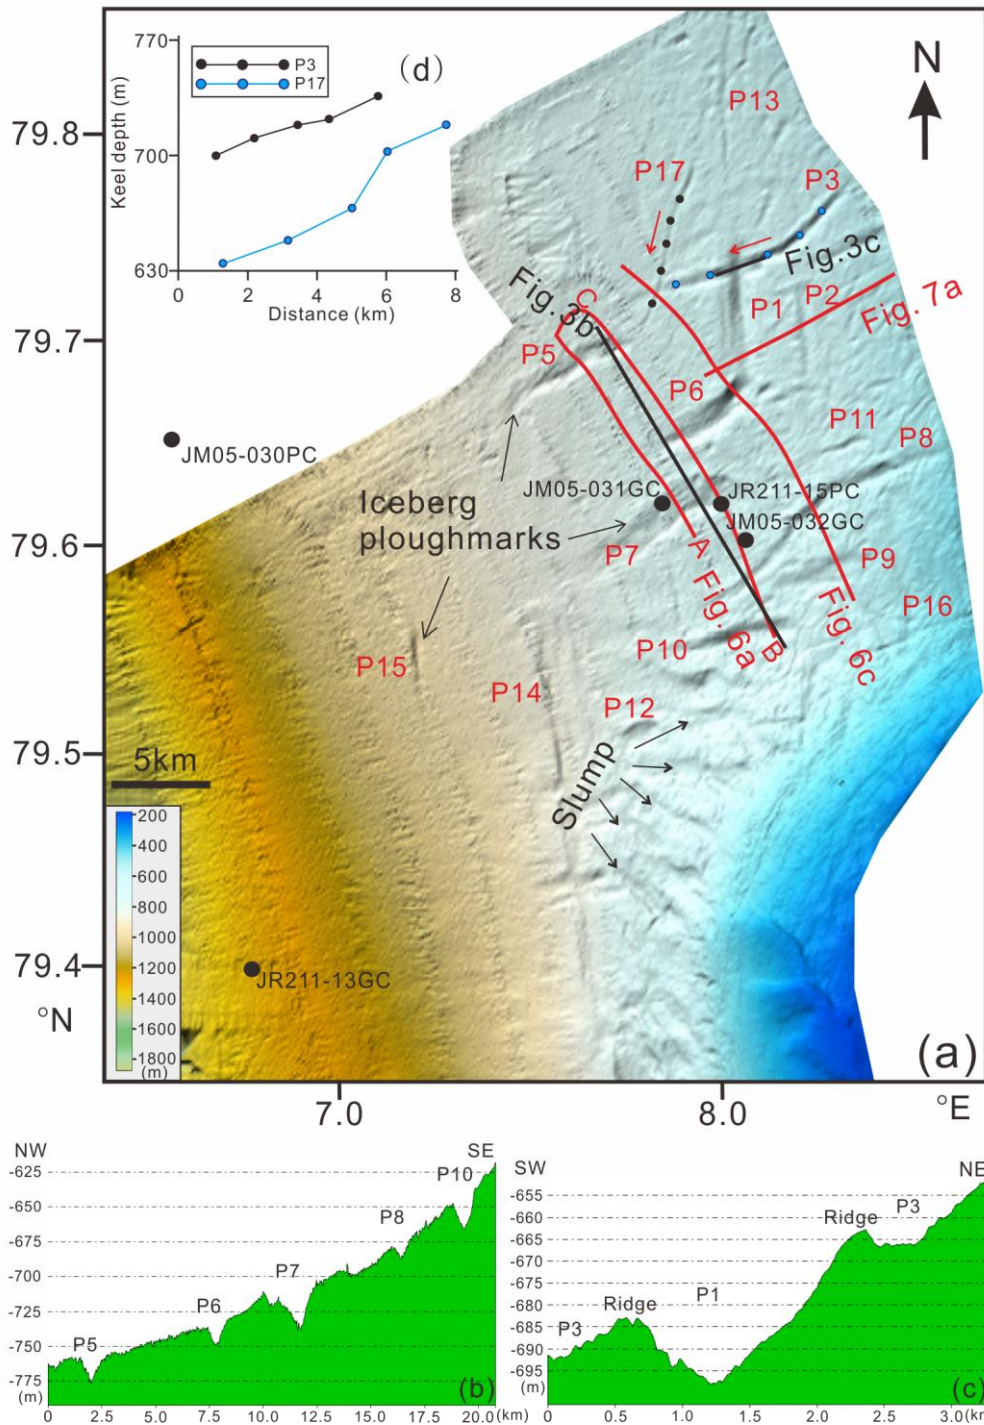 770
700
630
Keel depth (m)
P3
P17
(d)
0
2
4
6
8
Distance (km)
N
79.8
79.7
79.6
79.5
79.4
°N
P13
P17
P3
Fig.3c
P1
P2
Fig.7a
Fig.3b
C
P5
P6
P11
P8
JM05-030PC
JM05-031GC
JR211-15PC
JM05-032GC
Iceberg
ploughmarks
P7
A
Fig. 6a
B
Fig. 6c
P9
P16
P10
P15
P14
P12
Slump
5km
200
400
600
800
1000
1200
1400
1600
1800
(m)
JR211-13GC
(a)
7.0
8.0
°E
NW
SE
-625
-650
-675
-700
-725
-750
-775
(m)
P5
P6
P7
P8
P10
(b)
0.0
2.5
5.0
7.5
10.0
12.5
15.0
17.5
20.0(km)
SW
NE
-655
-660
-665
-670
-675
-680
-685
-690
-695
(m)
P3
Ridge
P1
Ridge
P3
(c)
0.0
0.5
1.0
1.5
2.0
2.5
3.0(km)